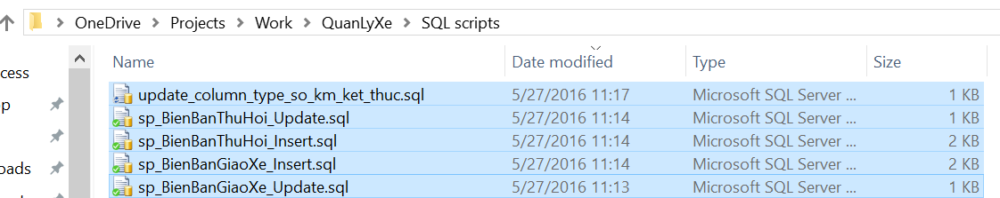 OneDrive > Projects > Work > QuanLyXe > SQL scripts
Name Date modified Type Size
cess
update_column_type_so_km_ket_thuc.sql 5/27/2016 11:17 Microsoft SQL Server ... 1 KB
p
sp_BienBanThuHoi_Update.sql 5/27/2016 11:14 Microsoft SQL Server ... 1 KB
sp_BienBanThuHoi_Insert.sql 5/27/2016 11:14 Microsoft SQL Server ... 2 KB
oads
sp_BienBanGiaoXe_Insert.sql 5/27/2016 11:14 Microsoft SQL Server ... 2 KB
sp_BienBanGiaoXe_Update.sql 5/27/2016 11:13 Microsoft SQL Server ... 1 KB